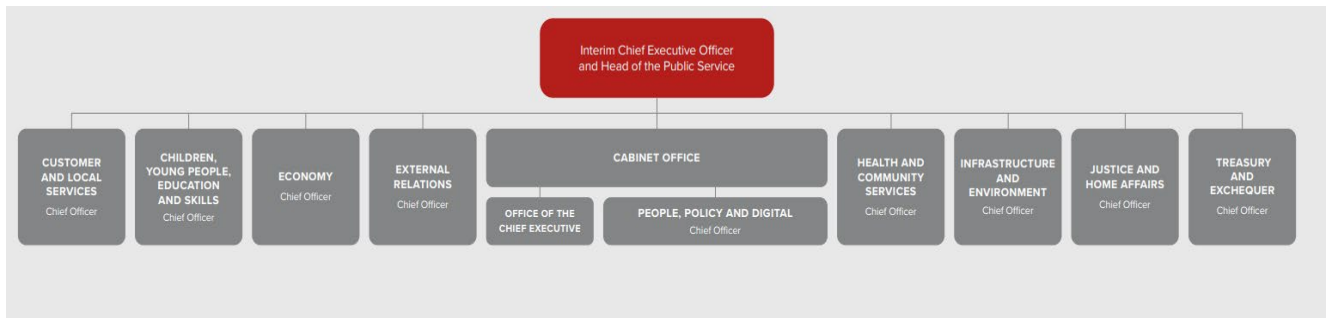 Interim Chief Executive Officer
and Head of the Public Service
CUSTOMER
AND LOCAL
SERVICES
Chief Officer
CHILDREN,
YOUNG PEOPLE,
EDUCATION
AND SKILLS
Chief Officer
ECONOMY
Chief Officer
EXTERNAL
RELATIONS
Chief Officer
CABINET OFFICE
OFFICE OF THE
CHIEF EXECUTIVE
PEOPLE, POLICY AND DIGITAL
Chief Officer
HEALTH AND
COMMUNITY
SERVICES
Chief Officer
INFRASTRUCTURE
AND
ENVIRONMENT
Chief Officer
JUSTICE AND
HOME AFFAIRS
Chief Officer
TREASURY
AND
EXCHEQUER
Chief Officer